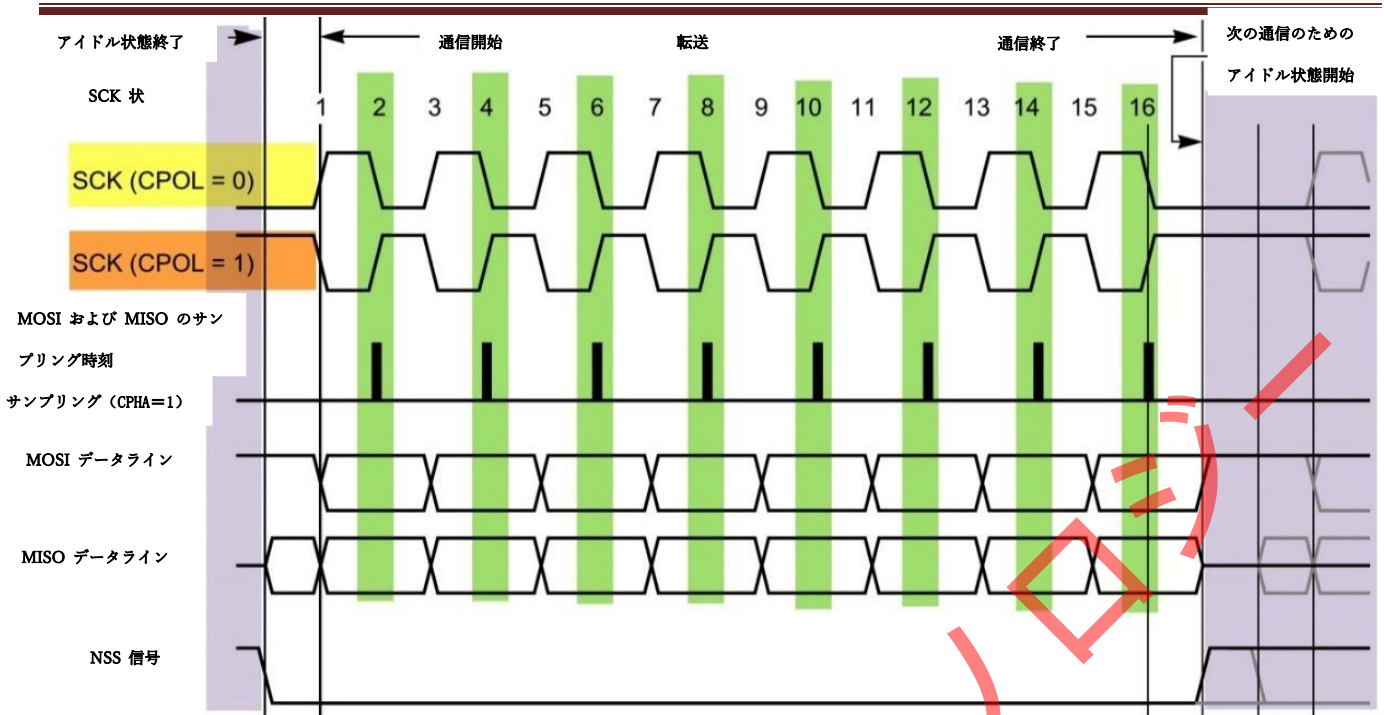 アイドル状態終了
通信開始
転送
通信終了
次の通信のための
アイドル状態開始
SCK 状
1 2 3 4 5 6 7 8 9 10 11 12 13 14 15 16
SCK (CPOL = 0)
SCK (CPOL = 1)
MOSI および MISO のサン
プリング時刻
サンプリング（CPHA＝1）
MOSI データライン
MISO データライン
NSS 信号